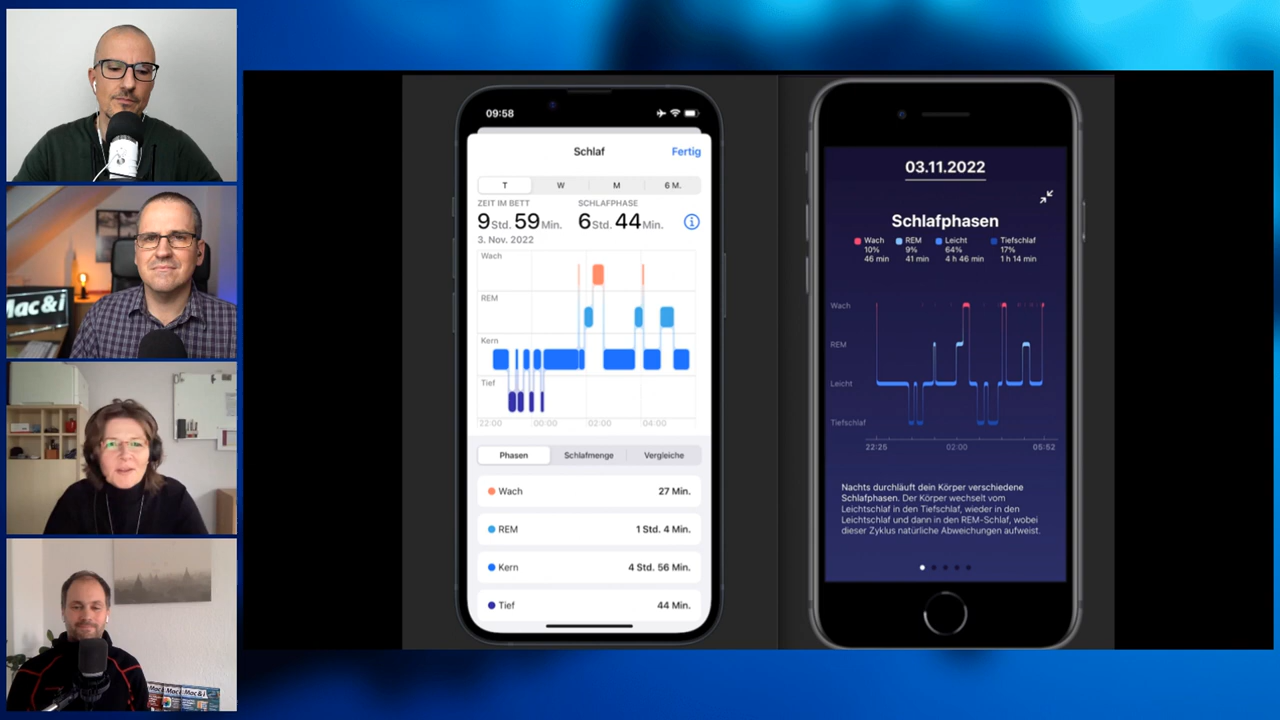 Mac&i
Mac&i
Mac&i
09:58
Schlaf
Fertig
T
W
M
6 M.
ZEIT IM BETT
SCHLAFPHASE
9 Std. 59 Min.
6 Std. 44 Min.
3. Nov. 2022
Wach
REM
Kern
Tief
22:00
00:00
02:00
04:00
Phasen
Schlafmenge
Vergleiche
Wach
27 Min.
REM
1 Std. 4 Min.
Kern
4 Std. 56 Min.
Tief
44 Min.
03.11.2022
Schlafphasen
Wach
10%
46 min
REM
9%
41 min
Leicht
64%
4 h 46 min
Tiefschlaf
17%
1 h 14 min
Wach
REM
Leicht
Tiefschlaf
22:25
02:00
05:52
Nachts durchläuft dein Körper verschiedene
Schlafphasen. Der Körper wechselt vom
Leichtschlaf in den Tiefschlaf, wieder in den
Leichtschlaf und dann in den REM-Schlaf, wobei
dieser Zyklus natürliche Abweichungen aufweist.